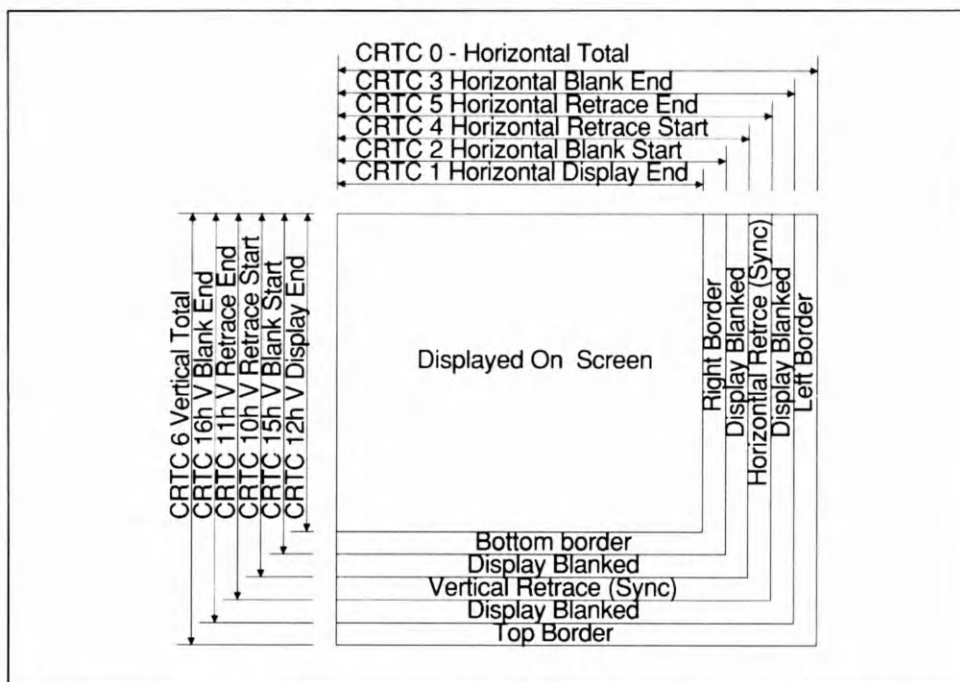 CRTC 0 - Horizontal Total
CRTC 3 Horizontal Blank End
CRTC 5 Horizontal Retrace End
CRTC 4 Horizontal Retrace Start
CRTC 2 Horizontal Blank Start
CRTC 1 Horizontal Display End
CRTC 6 Vertical Total
CRTC 16h V Blank End
CRTC 11h V Retrace End
CRTC 10h V Retrace Start
CRTC 15h V Blank Start
CRTC 12h V Display End
Displayed On Screen
Right Border
Display Blanked
Horizontial Retrce (Sync)
Display Blanked
Left Border
Bottom border
Display Blanked
Vertical Retrace (Sync)
Display Blanked
Top Border